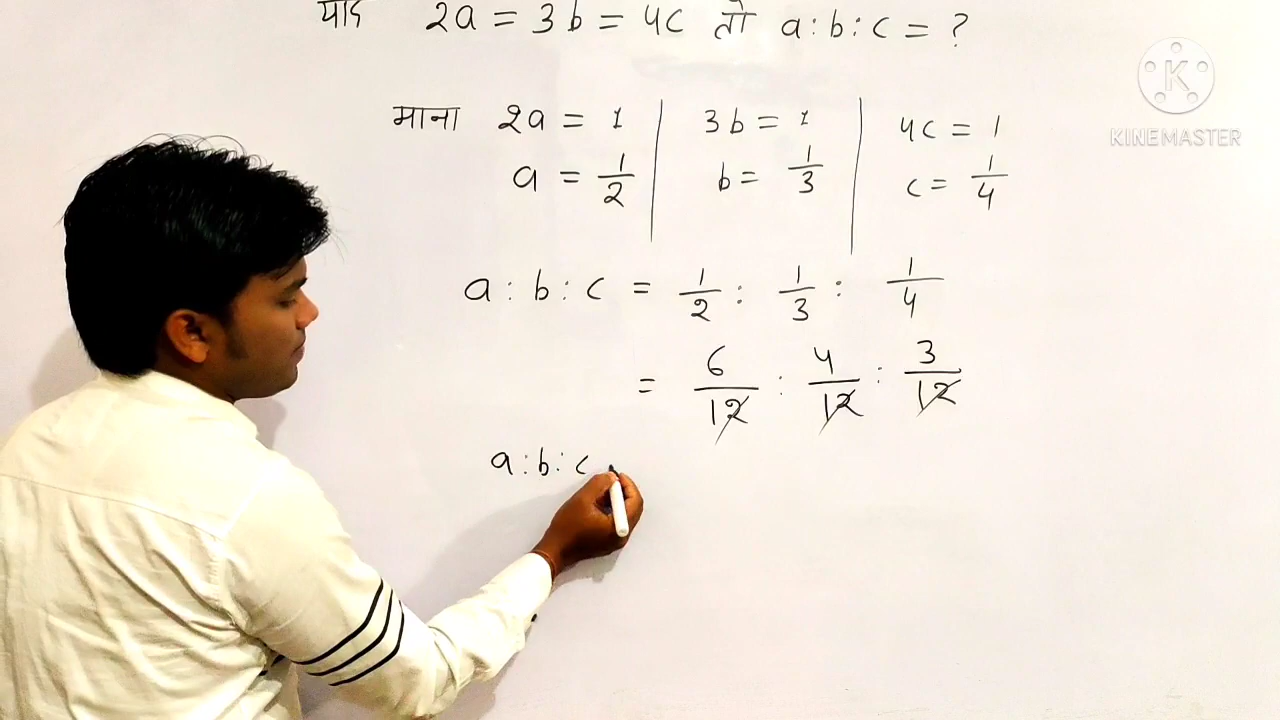 यदि 2a = 3b = 4c तो a : b : c = ?
K
KINEMASTER
माना 2a = 1 | 3b = 1 | 4c = 1
a = 1/2 | b = 1/3 | c = 1/4
a : b : c = 1/2 : 1/3 : 1/4
= 6/12 : 4/12 : 3/12
a : b : c